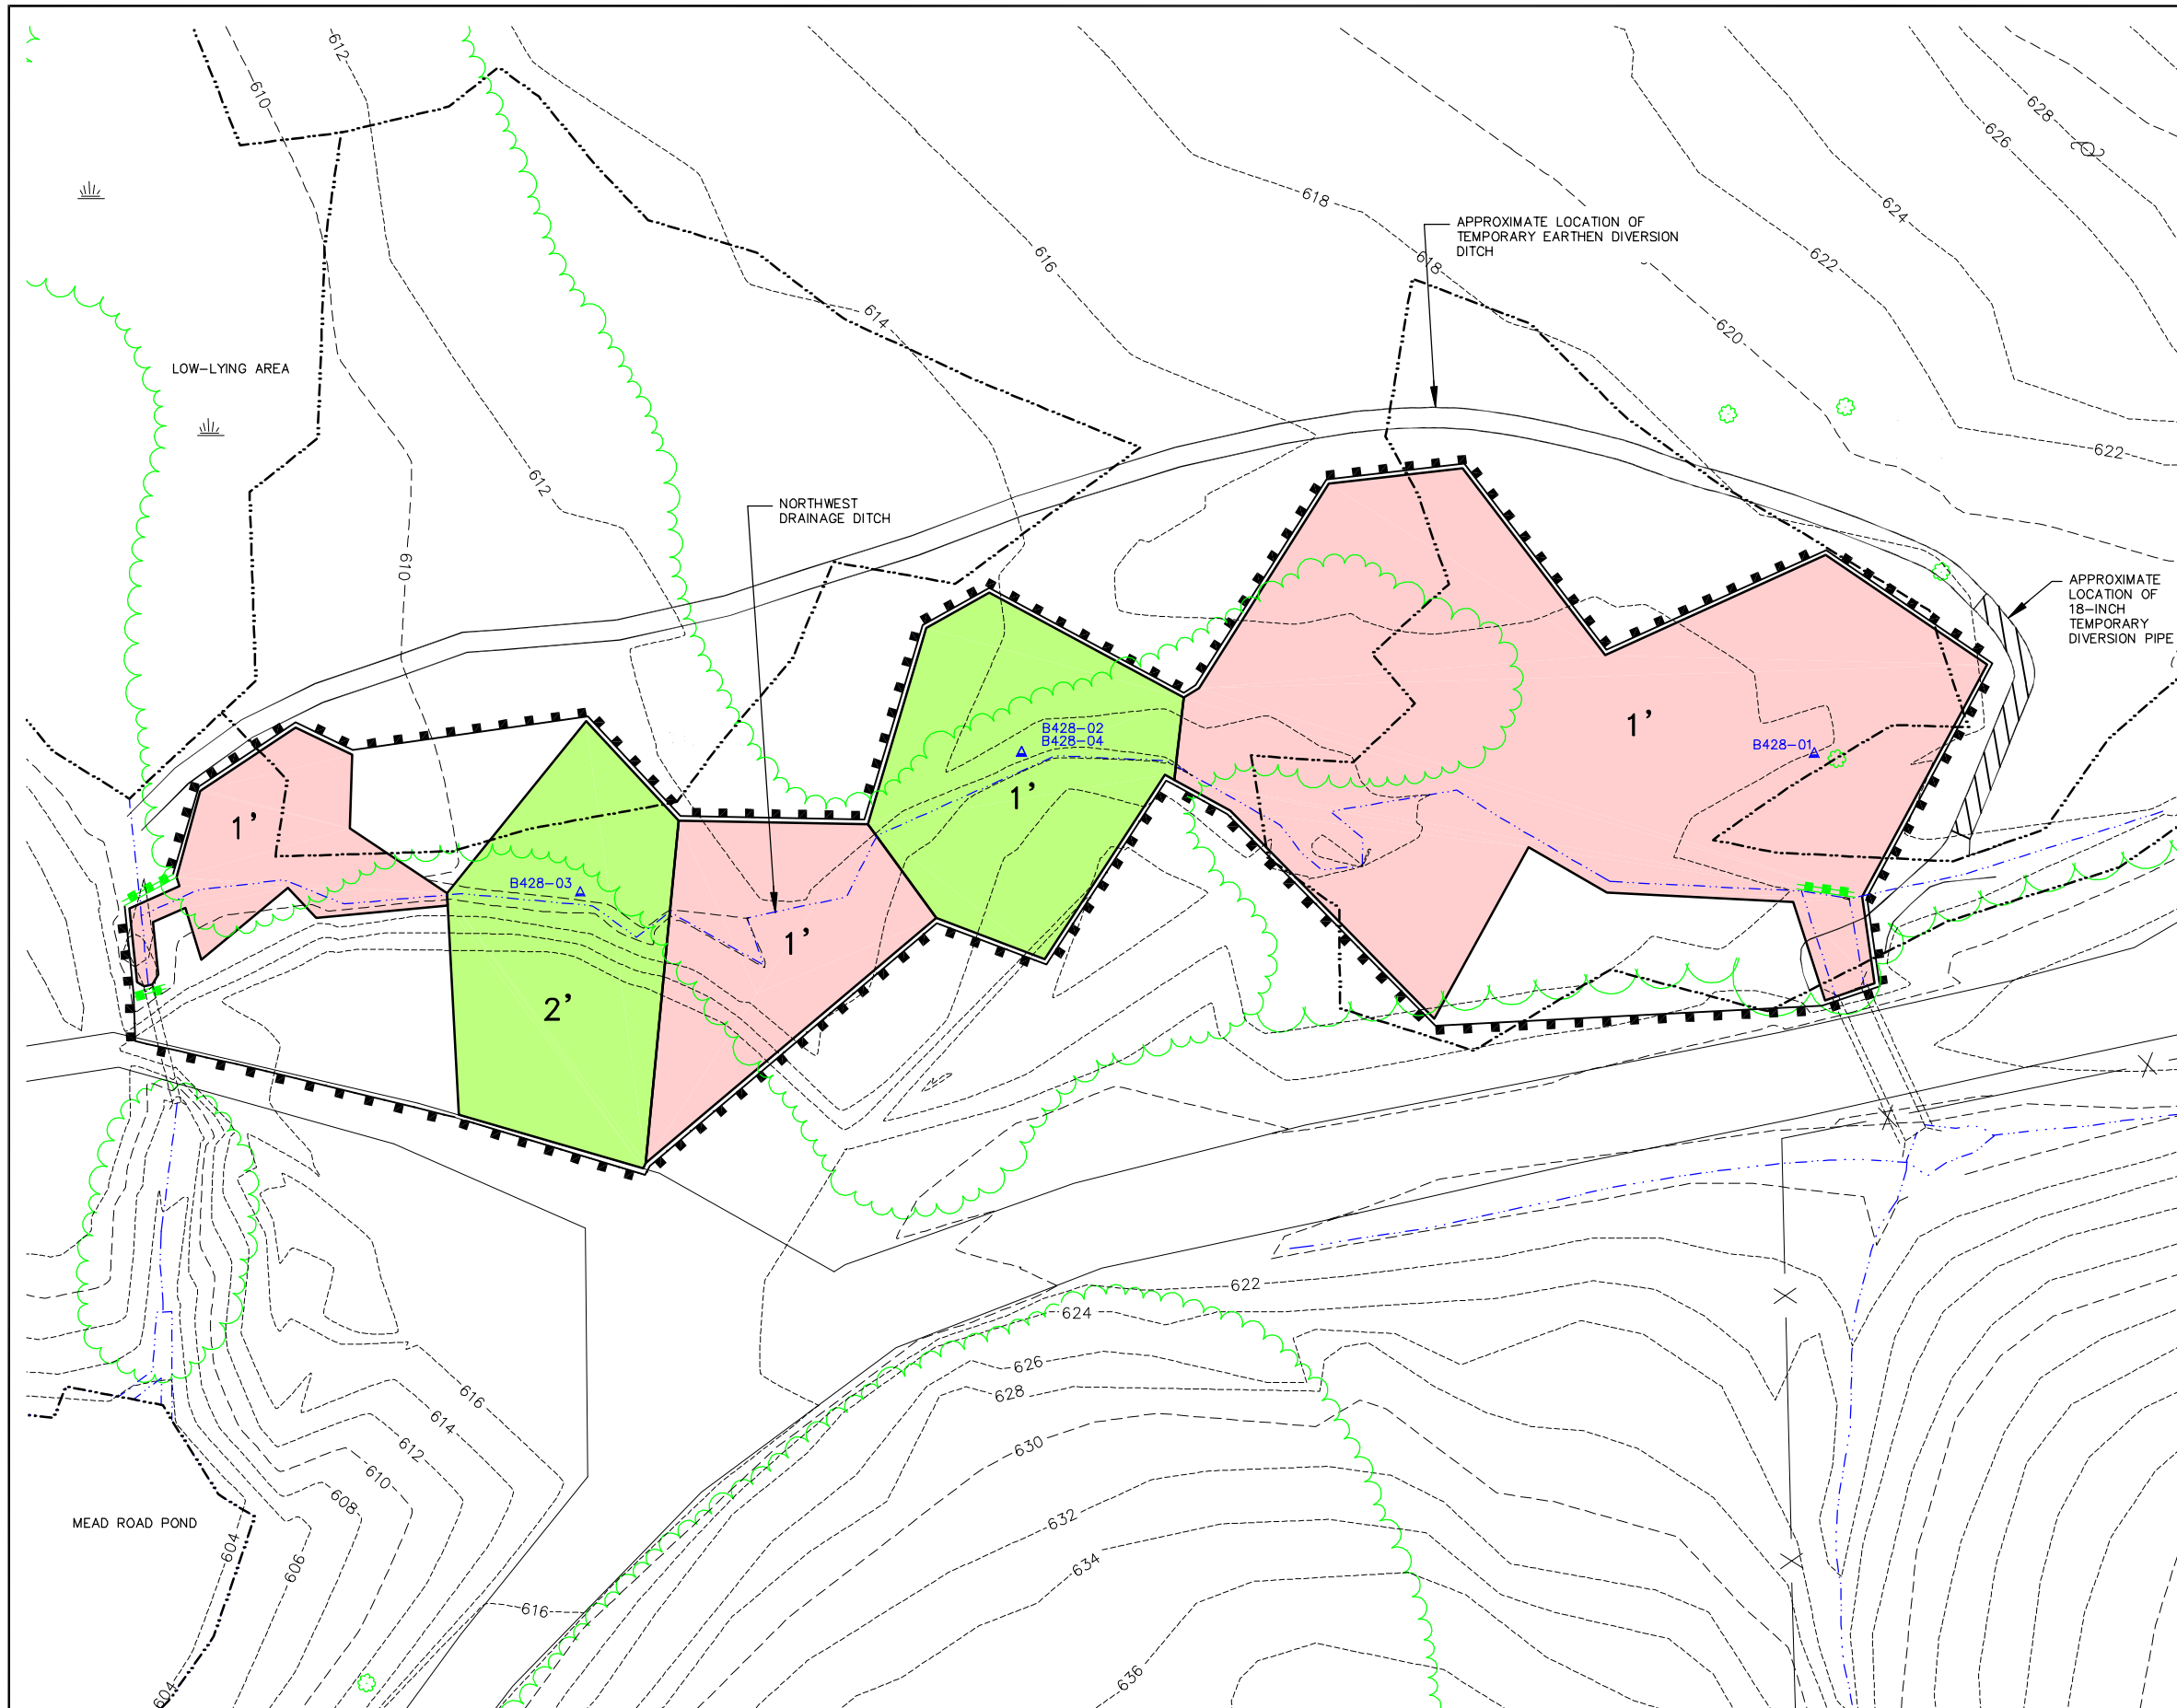 612
610
628
626
618
624
APPROXIMATE LOCATION OF
TEMPORARY EARTHEN DIVERSION
DITCH
616
618
622
614
620
LOW-LYING AREA
622
612
NORTHWEST
DRAINAGE DITCH
610
APPROXIMATE
LOCATION OF
18-INCH
TEMPORARY
DIVERSION PIPE
1'
B428-02
B428-04
B428-01
1'
1'
B428-03
1'
2'
622
624
626
628
616
614
630
612
610
608
632
MEAD ROAD POND
604
606
634
616
636
604